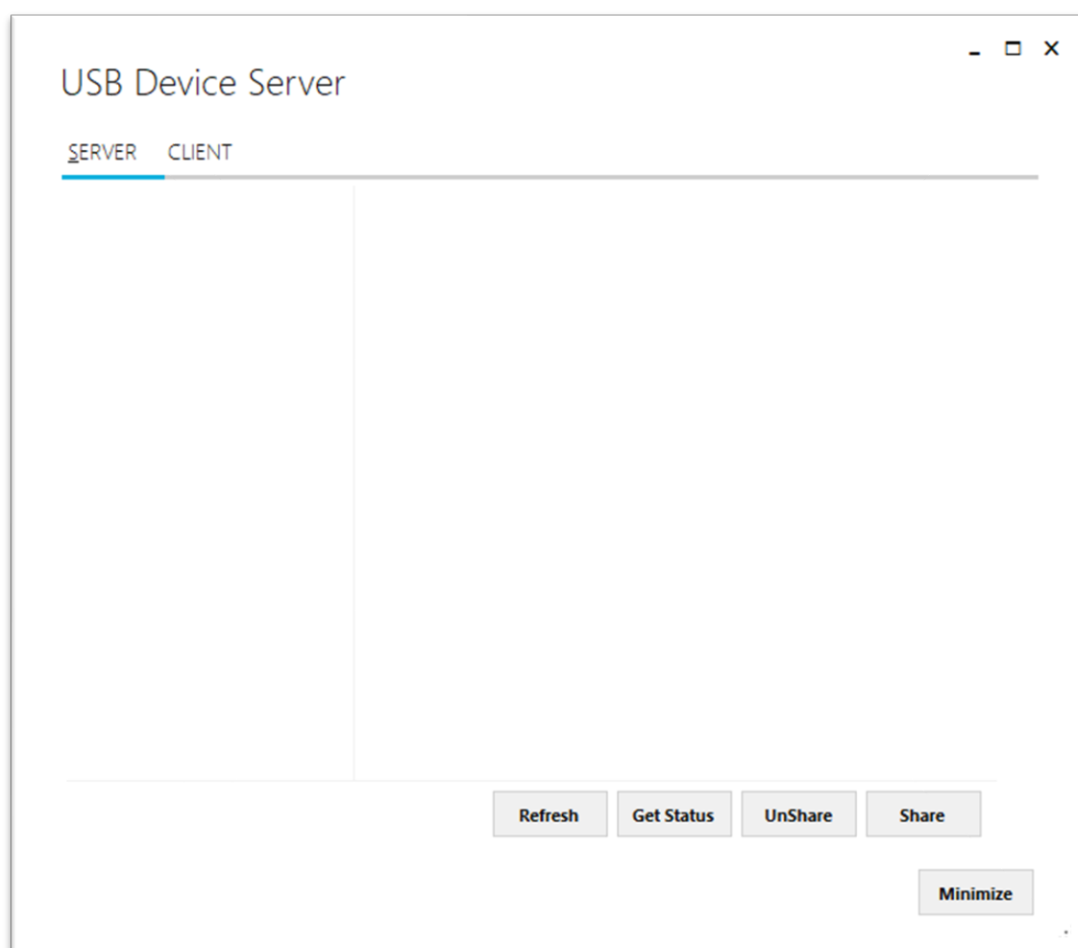 USB Device Server
SERVER CLIENT
Refresh Get Status UnShare Share
Minimize